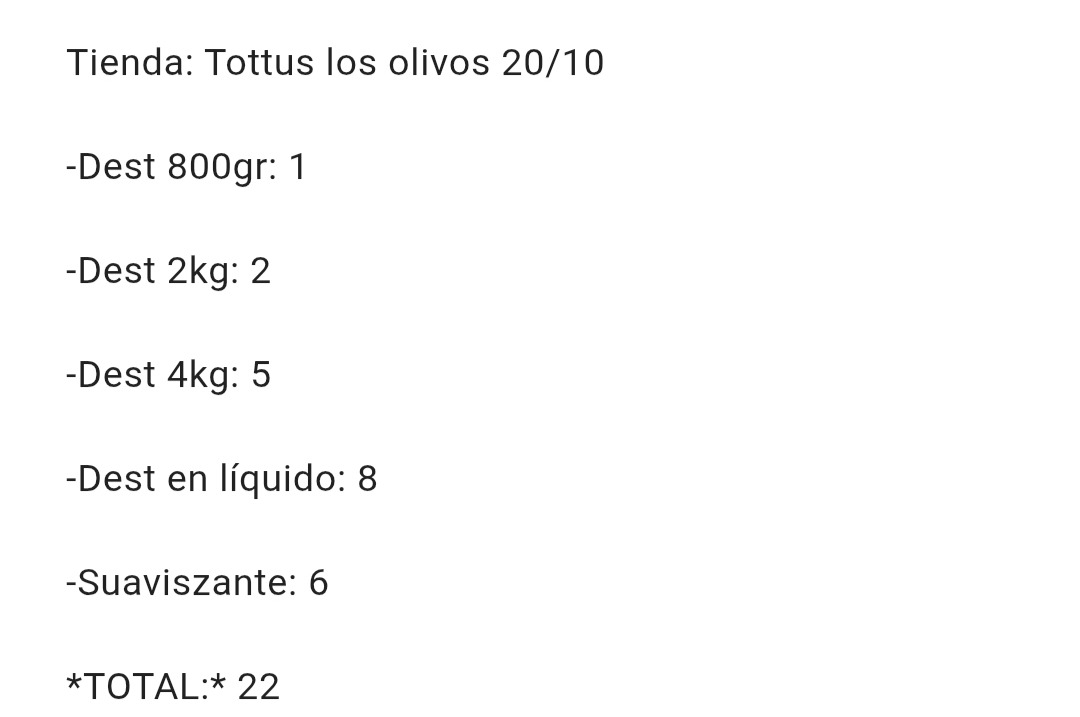 Tienda: Tottus los olivos 20/10
-Dest 800gr: 1
-Dest 2kg: 2
-Dest 4kg: 5
-Dest en líquido: 8
-Suaviszante: 6
*TOTAL:* 22